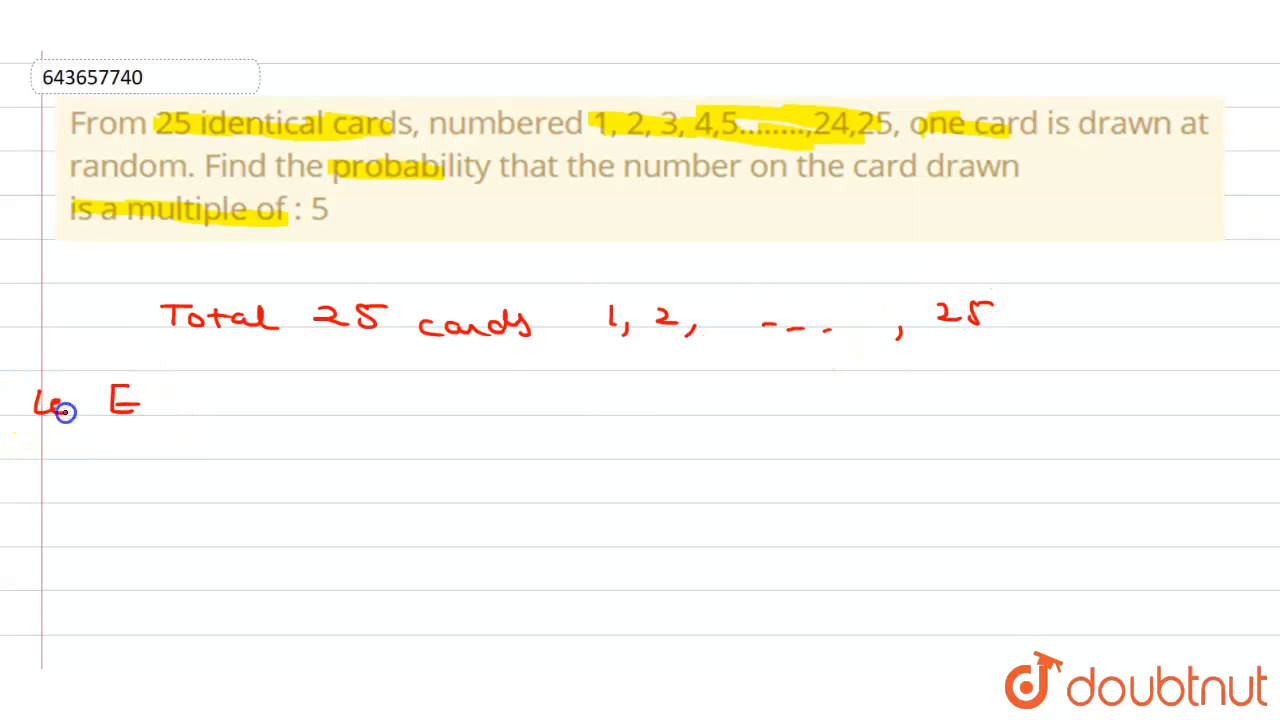 643657740
From 25 identical cards, numbered 1, 2, 3, 4,5.........,24,25, one card is drawn at
random. Find the probability that the number on the card drawn
is a multiple of : 5
Total 25 cards 1, 2, ---- , 25
E
doubtnut